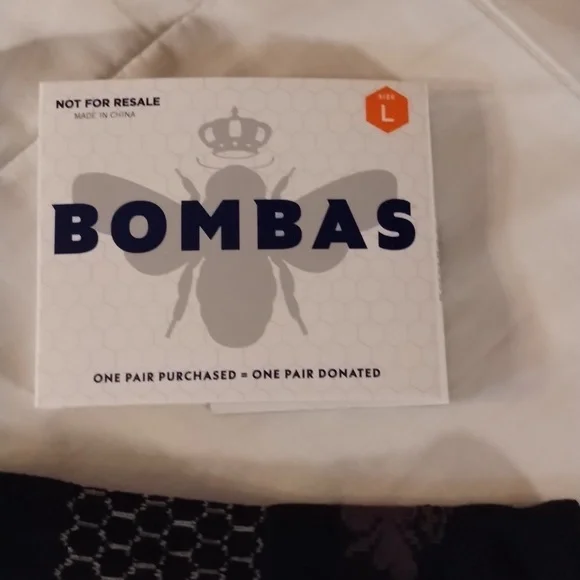 NOT FOR RESALE
MADE IN CHINA
SIZE
L
BOMBAS
ONE PAIR PURCHASED = ONE PAIR DONATED